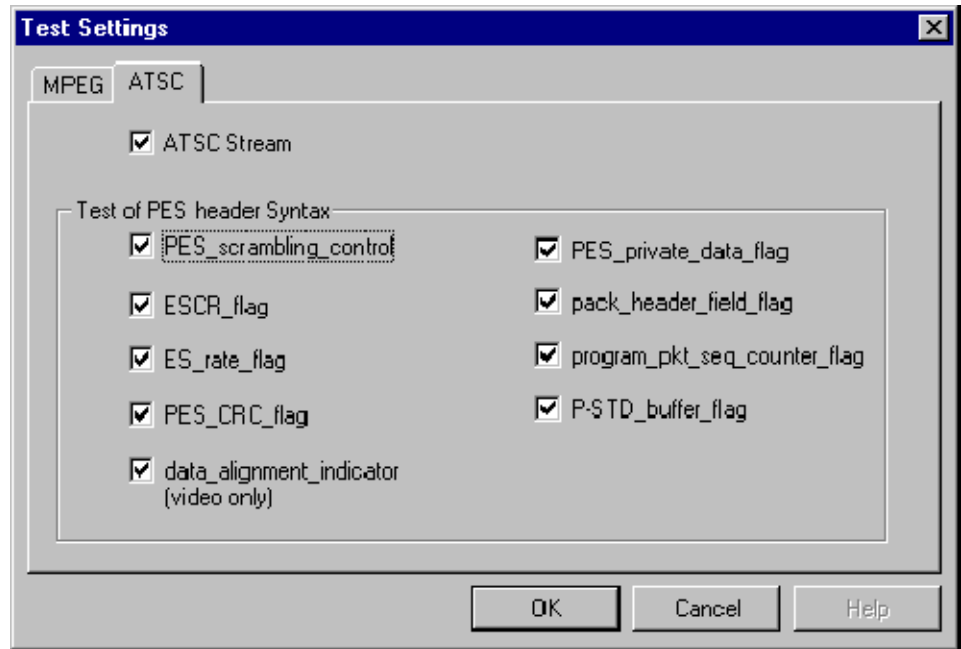 Test Settings
MPEG
ATSC
ATSC Stream
Test of PES header Syntax
PES_scrambling_control
ESCR_flag
ES_rate_flag
PES_CRC_flag
data_alignment_indicator
(video only)
PES_private_data_flag
pack_header_field_flag
program_pkt_seq_counter_flag
P-STD_buffer_flag
OK
Cancel
Help